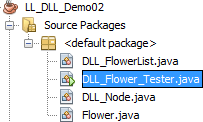 LL_DLL_Demo02
Source Packages
<default package>
DLL_FlowerList.java
DLL_Flower_Tester.java
DLL_Node.java
Flower.java